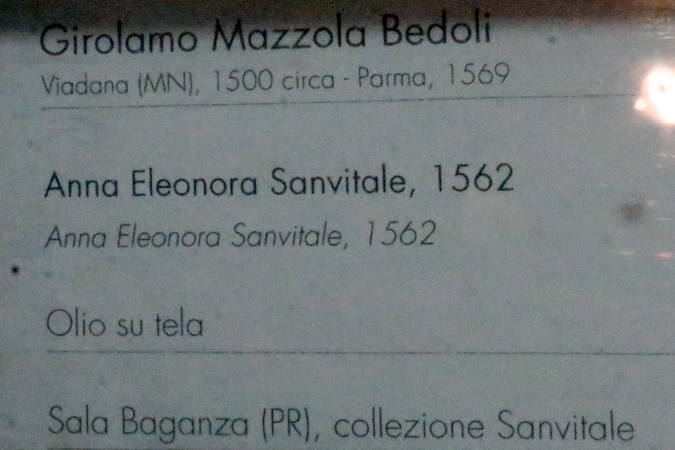 Girolamo Mazzola Bedoli
Viadana (MN), 1500 circa - Parma, 1569
Anna Eleonora Sanvitale, 1562
Anna Eleonora Sanvitale, 1562
Olio su tela
Sala Baganza (PR), collezione Sanvitale